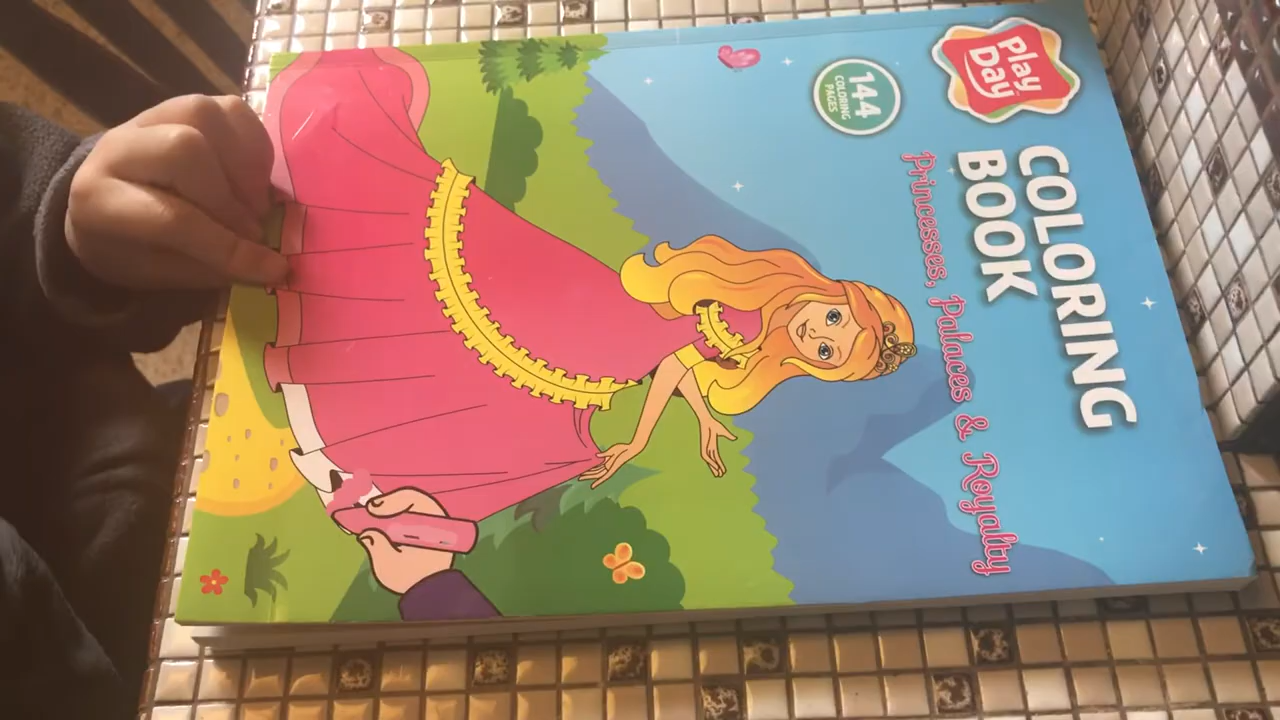 Play
Day
COLORING
BOOK
Princesses, Palaces & Royalty
144
COLORING
PAGES